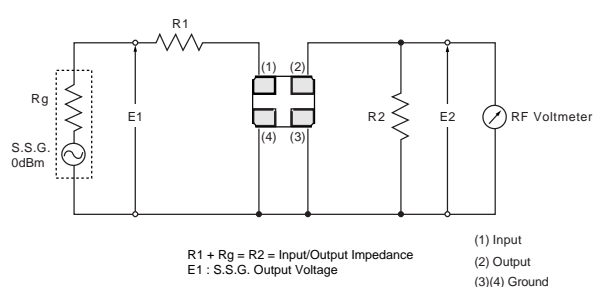 R1
(1) (2)
Rg
E1
R2
E2
RF Voltmeter
S.S.G.
0dBm
(4) (3)
R1 + Rg = R2 = Input/Output Impedance
E1 : S.S.G. Output Voltage
(1) Input
(2) Output
(3)(4) Ground